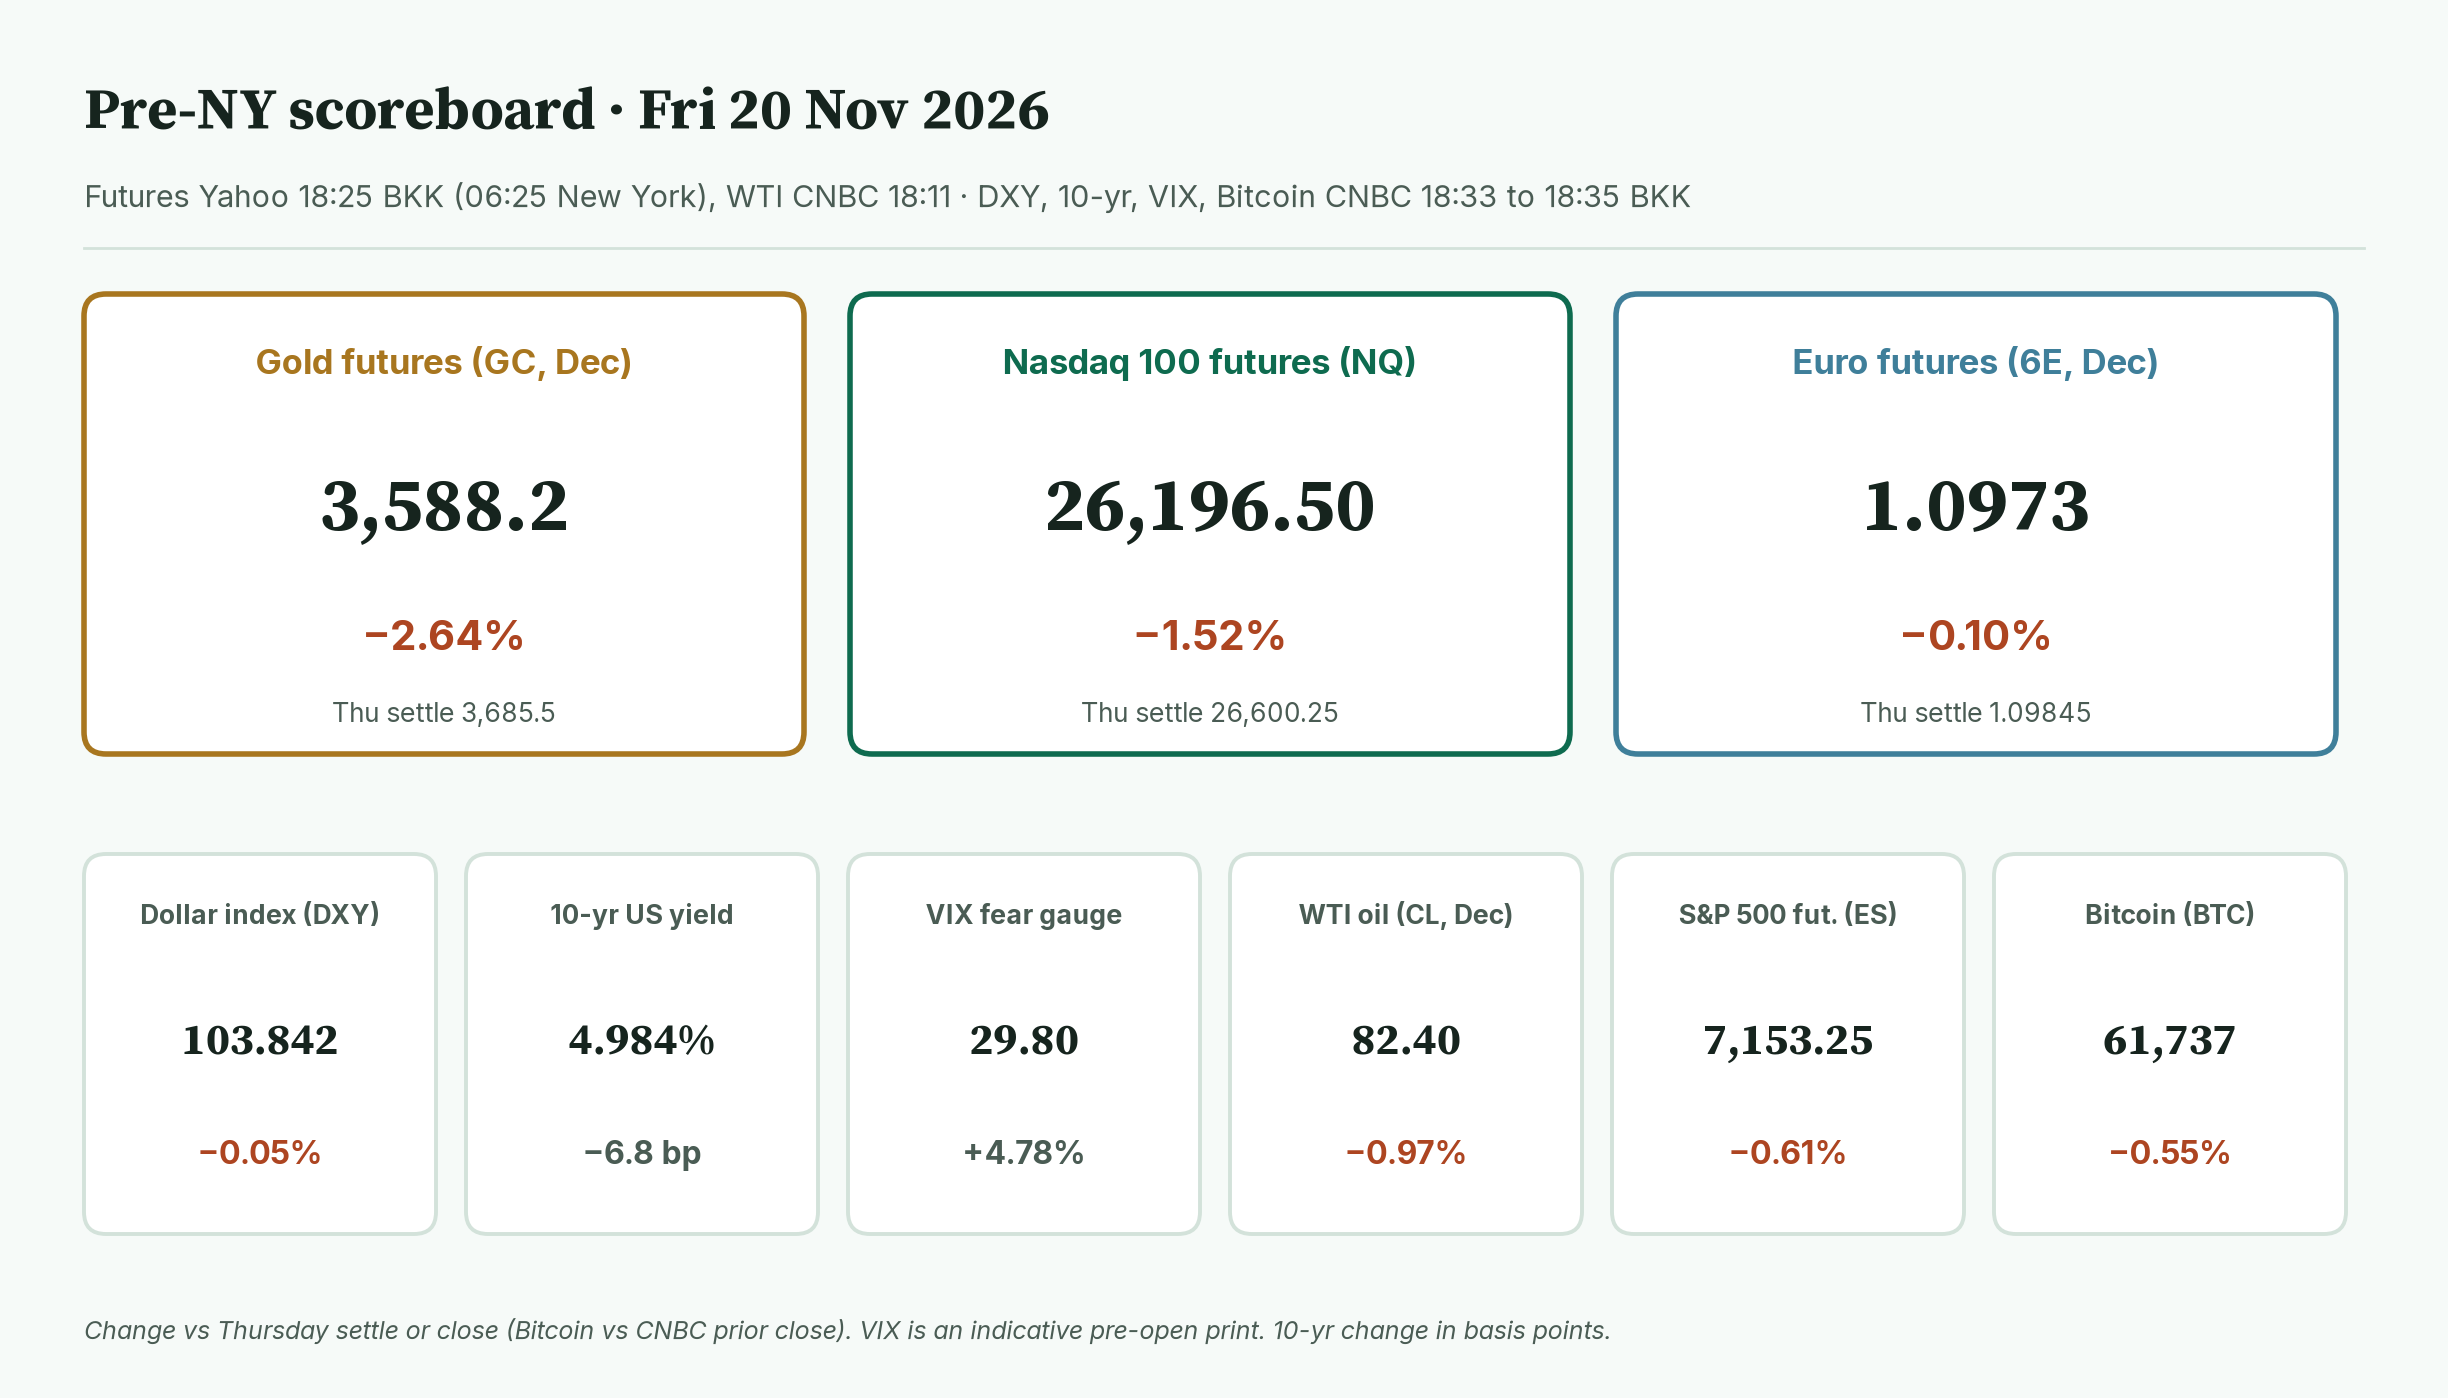 Pre-NY scoreboard · Fri 20 Nov 2026
Futures Yahoo 18:25 BKK (06:25 New York), WTI CNBC 18:11 · DXY, 10-yr, VIX, Bitcoin CNBC 18:33 to 18:35 BKK
Gold futures (GC, Dec)
3,588.2
−2.64%
Thu settle 3,685.5
Nasdaq 100 futures (NQ)
26,196.50
−1.52%
Thu settle 26,600.25
Euro futures (6E, Dec)
1.0973
−0.10%
Thu settle 1.09845
Dollar index (DXY)
103.842
−0.05%
10-yr US yield
4.984%
−6.8 bp
VIX fear gauge
29.80
+4.78%
WTI oil (CL, Dec)
82.40
−0.97%
S&P 500 fut. (ES)
7,153.25
−0.61%
Bitcoin (BTC)
61,737
−0.55%
Change vs Thursday settle or close (Bitcoin vs CNBC prior close). VIX is an indicative pre-open print. 10-yr change in basis points.